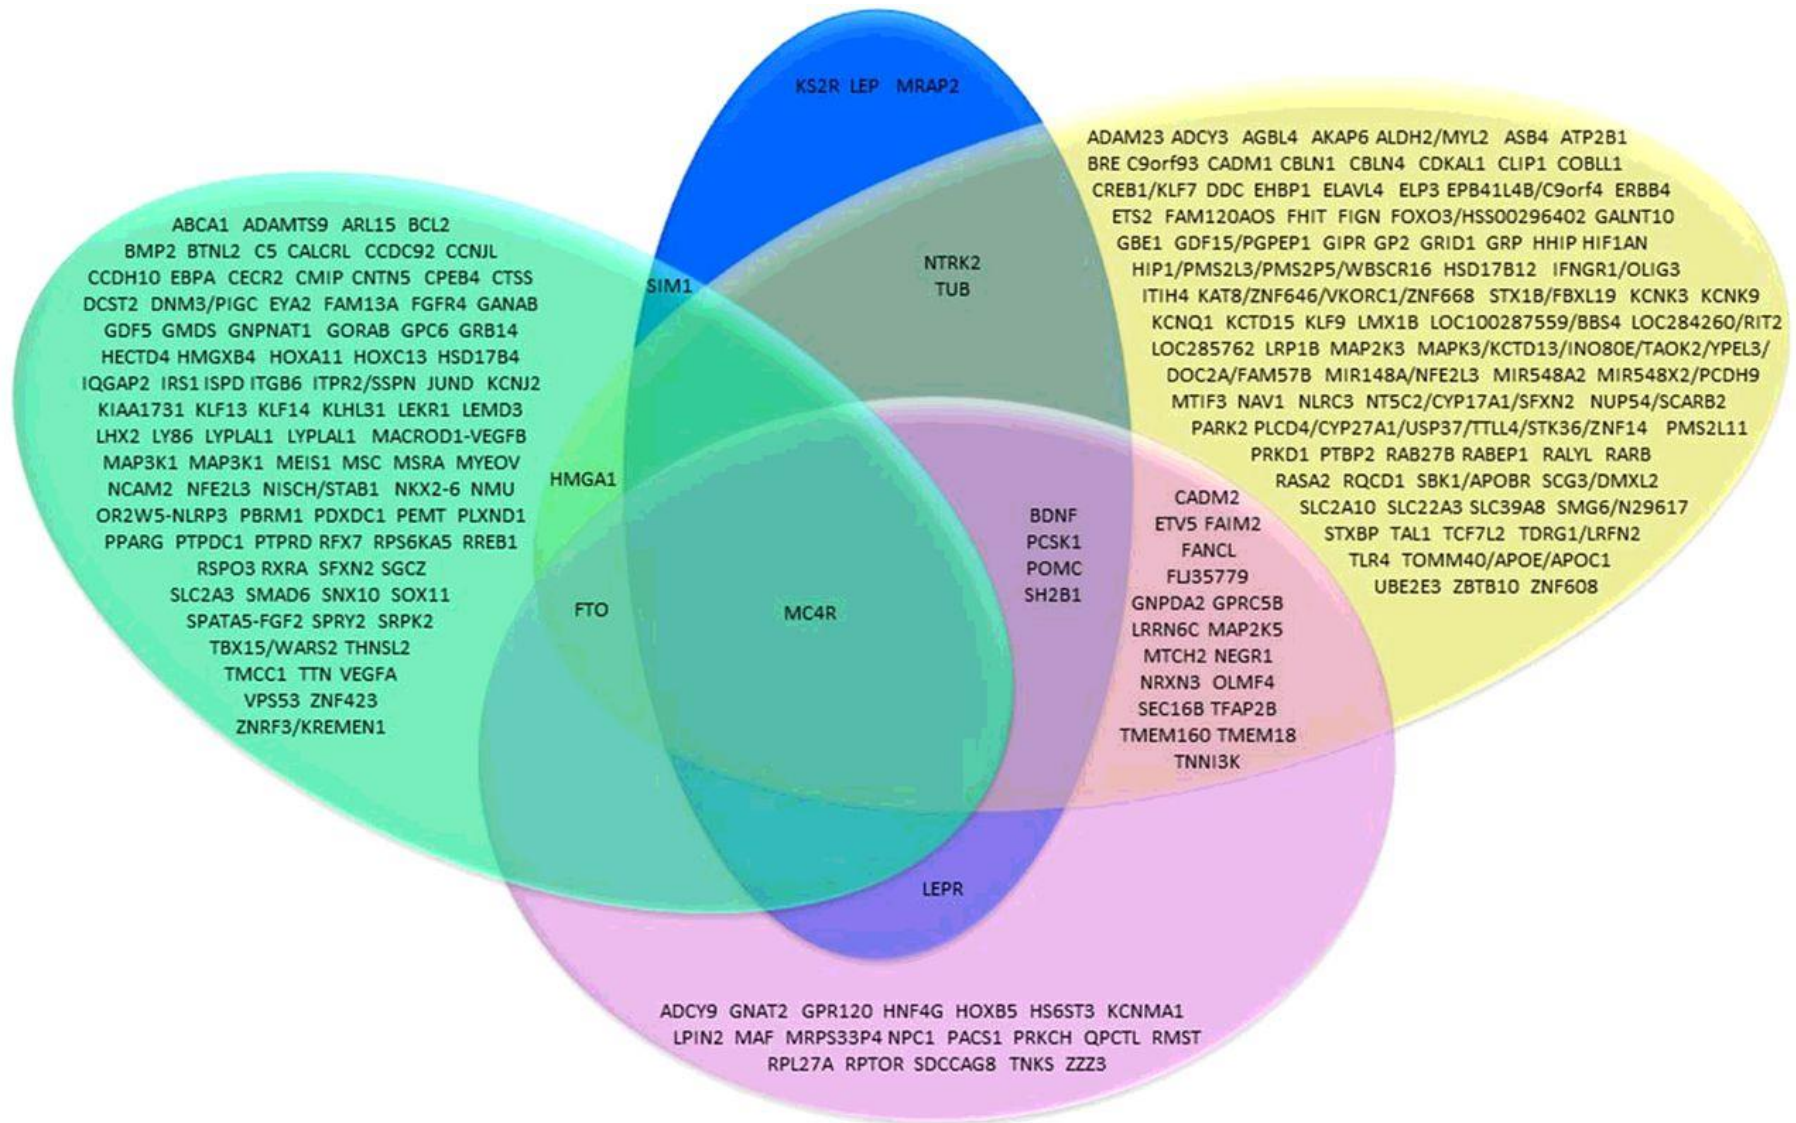 KS2R LEP MRAP2
ADAM23 ADCY3 AGBL4 AKAP6 ALDH2/MYL2 ASB4 ATP2B1
BRE C9orf93 CADM1 CBLN1 CBLN4 CDKAL1 CLIP1 COBLL1
CREB1/KLF7 DDC EHBP1 ELAVL4 ELP3 EPB41L4B/C9orf4 ERBB4
ETS2 FAM120AOS FHIT FIGN FOXO3/HSS00296402 GALNT10
GBE1 GDF15/PGPEP1 GIPR GP2 GRID1 GRP HHIP HIF1AN
HIP1/PMS2L3/PMS2P5/WBSCR16 HSD17B12 IFNGR1/OLIG3
ITIH4 KAT8/ZNF646/VKORC1/ZNF668 STX1B/FBXL19 KCNK3 KCNK9
KCNQ1 KCTD15 KLF9 LMX1B LOC100287559/BBS4 LOC284260/RIT2
LOC285762 LRP1B MAP2K3 MAPK3/KCTD13/INO80E/TAOK2/YPEL3/
DOC2A/FAM57B MIR148A/NFE2L3 MIR548A2 MIR548X2/PCDH9
MTIF3 NAV1 NLRC3 NT5C2/CYP17A1/SFXN2 NUP54/SCARB2
PARK2 PLCD4/CYP27A1/USP37/TTLL4/STK36/ZNF14 PMS2L11
PRKD1 PTBP2 RAB27B RABEP1 RALYL RARB
RASA2 RQCD1 SBK1/APOBR SCG3/DMXL2
SLC2A10 SLC22A3 SLC39A8 SMG6/N29617
STXBP TAL1 TCF7L2 TDRG1/LRFN2
TLR4 TOMM40/APOE/APOC1
UBE2E3 ZBTB10 ZNF608
ABCA1 ADAMTS9 ARL15 BCL2
BMP2 BTNL2 C5 CALCRL CCDC92 CCNJL
CCDH10 EBPA CECR2 CMIP CNTN5 CPEB4 CTSS
DCST2 DNM3/PIGC EYA2 FAM13A FGFR4 GANAB
GDF5 GMDS GNPNAT1 GORAB GPC6 GRB14
HECTD4 HMGXB4 HOXA11 HOXC13 HSD17B4
IQGAP2 IRS1 ISPD ITGB6 ITPR2/SSPN JUND KCNJ2
KIAA1731 KLF13 KLF14 KLHL31 LEKR1 LEMD3
LHX2 LY86 LYPLAL1 LYPLAL1 MACROD1-VEGFB
MAP3K1 MAP3K1 MEIS1 MSC MSRA MYEOV
NCAM2 NFE2L3 NISCH/STAB1 NKX2-6 NMU
OR2W5-NLRP3 PBRM1 PDXDC1 PEMT PLXND1
PPARG PTPDC1 PTPRD RFX7 RPS6KA5 RREB1
RSPO3 RXRA SFXN2 SGCZ
SLC2A3 SMAD6 SNX10 SOX11
SPATA5-FGF2 SPRY2 SRPK2
TBX15/WARS2 THNSL2
TMCC1 TTN VEGFA
VPS53 ZNF423
ZNRF3/KREMEN1
SIM1
NTRK2
TUB
HMGA1
FTO
MC4R
BDNF
PCSK1
POMC
SH2B1
CADM2
ETV5 FAIM2
FANCL
FLJ35779
GNPDA2 GPRC5B
LRRN6C MAP2K5
MTCH2 NEGR1
NRXN3 OLMF4
SEC16B TFAP2B
TMEM160 TMEM18
TNNI3K
LEPR
ADCY9 GNAT2 GPR120 HNF4G HOXB5 HS6ST3 KCNMA1
LPIN2 MAF MRPS33P4 NPC1 PACS1 PRKCH QPCTL RMST
RPL27A RPTOR SDCCAG8 TNKS ZZZ3